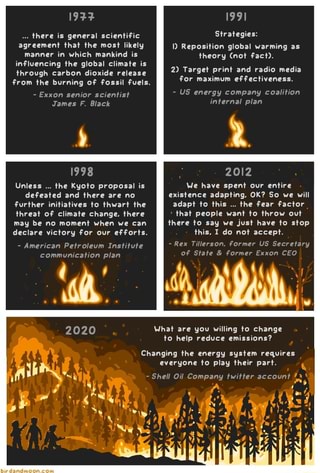 1977
... there is general scientific
agreement that the most likely
manner in which mankind is
influencing the global climate is
through carbon dioxide release
from the burning of fossil fuels.
- Exxon senior scientist
James F. Black
1991
Strategies:
1) Reposition global warming as
theory (not fact).
2) Target print and radio media
for maximum effectiveness.
- US energy company coalition
internal plan
1998
Unless ... the Kyoto proposal is
defeated and there are no
further initiatives to thwart the
threat of climate change, there
may be no moment when we can
declare victory for our efforts.
- American Petroleum Institute
communication plan
2012
We have spent our entire
existence adapting, OK? So we will
adapt to this ... the fear factor
that people want to throw out
there to say we just have to stop
this, I do not accept.
- Rex Tillerson, former US Secretary
of State & former Exxon CEO
2020
What are you willing to change
to help reduce emissions?
Changing the energy system requires
everyone to play their part.
- Shell Oil Company twitter account
birdandmoon.com